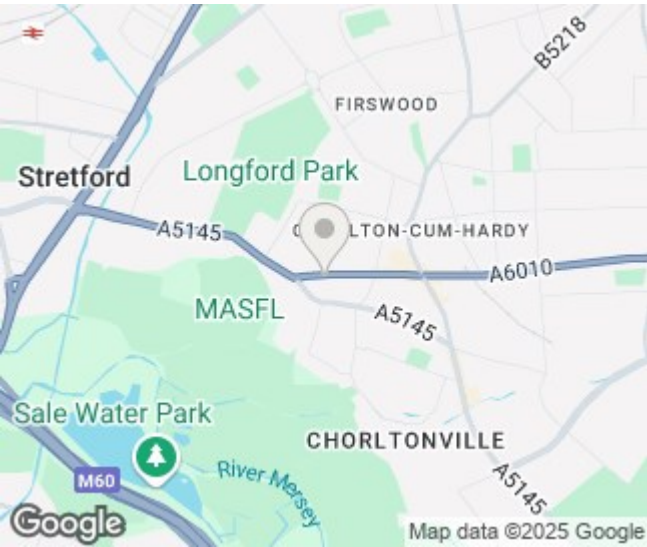 B5218
FIRSWOOD
Stretford
Longford Park
A5145
LTON-CUM-HARDY
A6010
MASFL
A5145
Sale Water Park
CHORLTONVILLE
M60
River Mersey
A5145
Google
Map data ©2025 Google